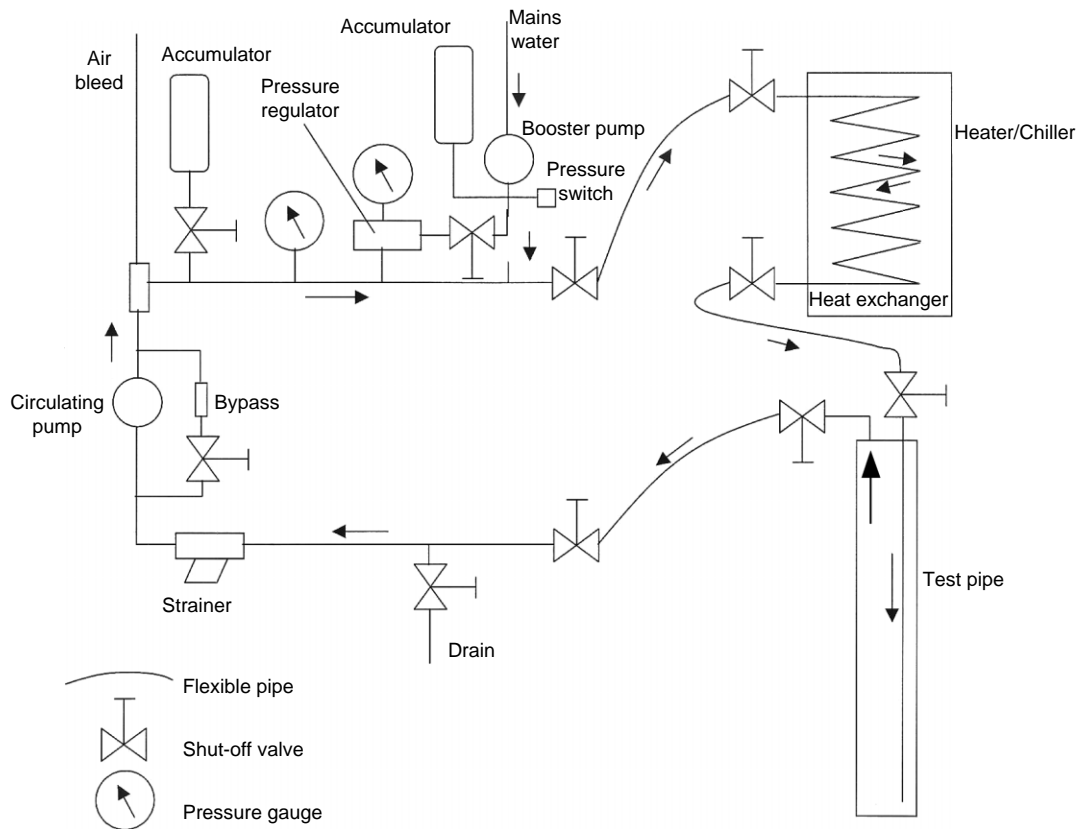 Air
bleed
Accumulator
Pressure
regulator
Accumulator
Mains
water
Booster pump
Pressure
switch
Heater/Chiller
Heat exchanger
Circulating
pump
Bypass
Strainer
Drain
Test pipe
Flexible pipe
Shut-off valve
Pressure gauge